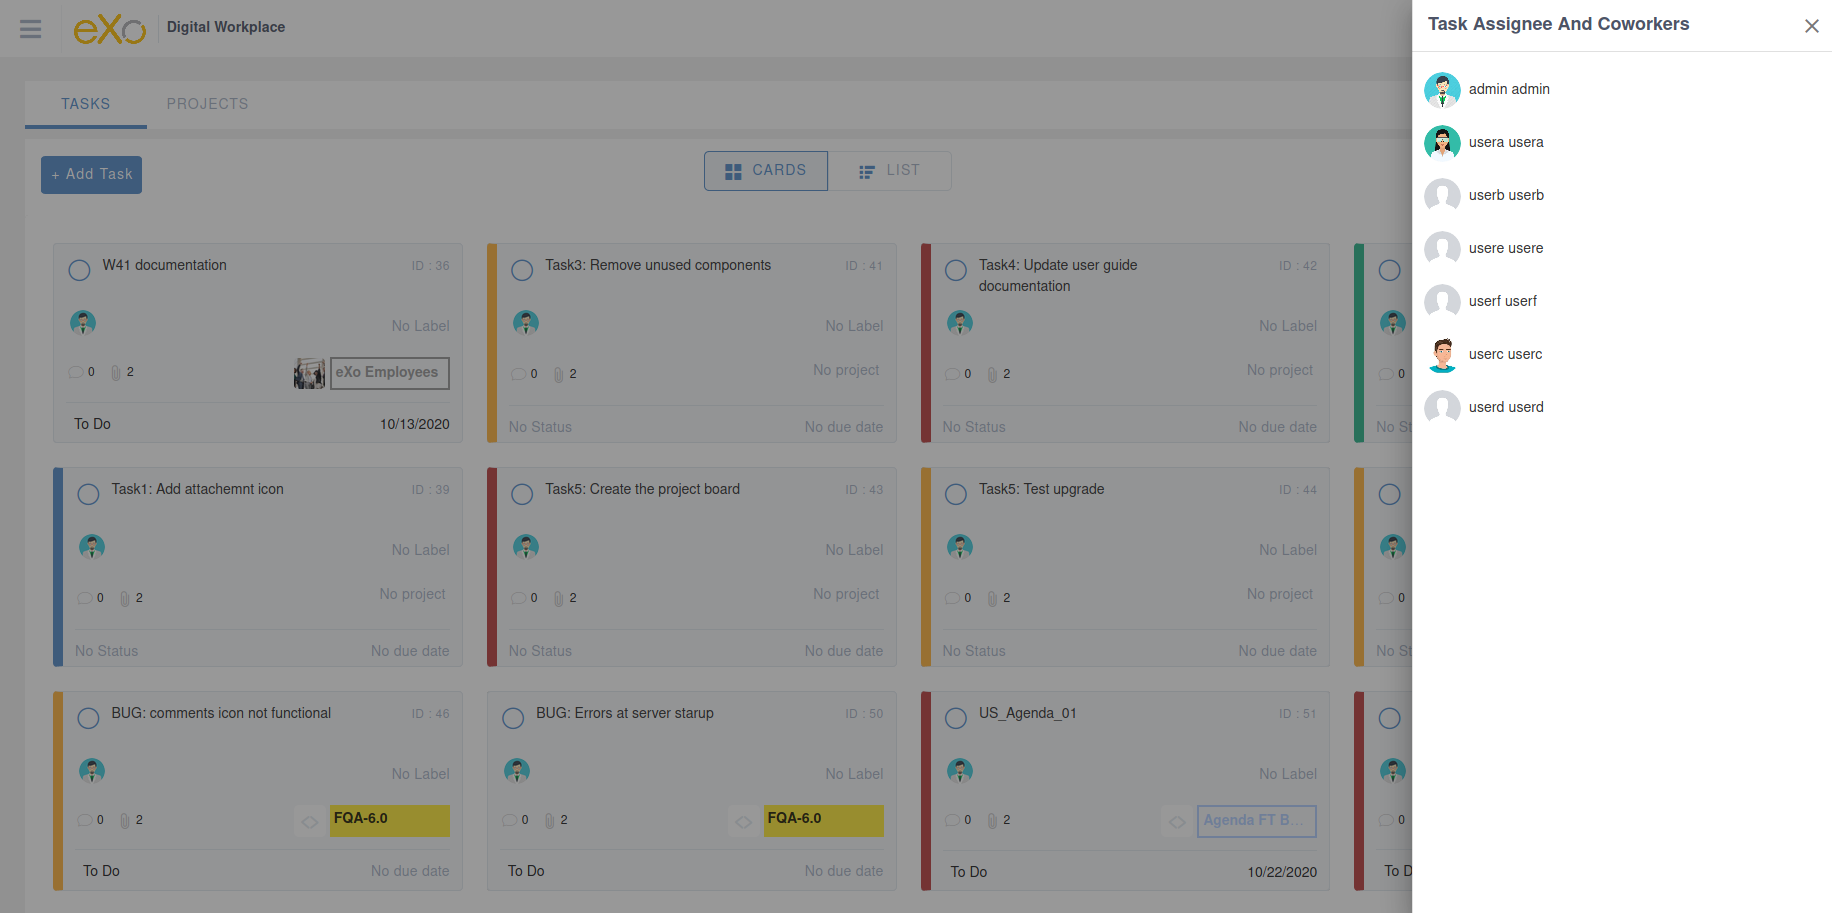 eXo Digital Workplace
Task Assignee And Coworkers
TASKS PROJECTS
+ Add Task
CARDS LIST
admin admin
usera usera
userb userb
usere usere
userf userf
userc userc
userd userd
W41 documentation ID : 36
No Label
0 2 eXo Employees
To Do 10/13/2020
Task3: Remove unused components ID : 41
No Label
0 2 No project
No Status No due date
Task4: Update user guide documentation ID : 42
No Label
0 2 No project
No Status No due date
0
No St
Task1: Add attachemnt icon ID : 39
No Label
0 2 No project
No Status No due date
Task5: Create the project board ID : 43
No Label
0 2 No project
No Status No due date
Task5: Test upgrade ID : 44
No Label
0 2 No project
No Status No due date
0
No St
BUG: comments icon not functional ID : 46
No Label
0 2 FQA-6.0
To Do No due date
BUG: Errors at server starup ID : 50
No Label
0 2 FQA-6.0
To Do No due date
US_Agenda_01 ID : 51
No Label
0 2 Agenda FT B...
To Do 10/22/2020
0
To D